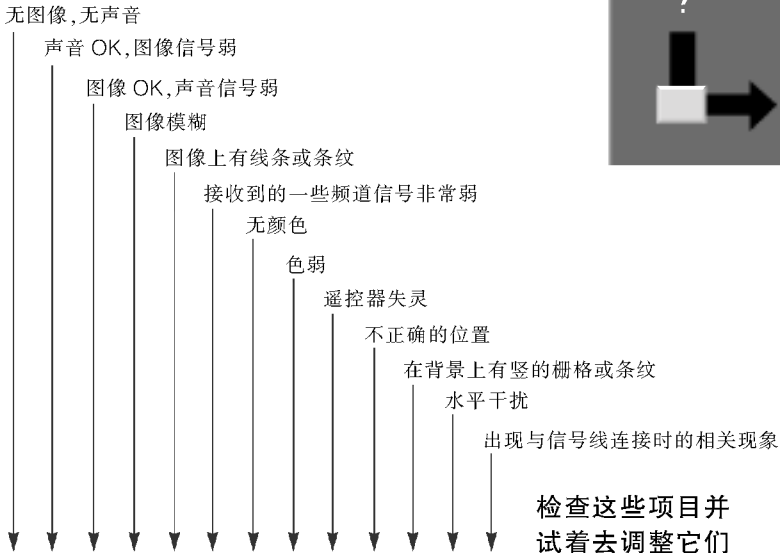 ?
无图像,无声音
声音 OK,图像信号弱
图像 OK,声音信号弱
图像模糊
图像上有线条或条纹
接收到的一些频道信号非常弱
无颜色
色弱
遥控器失灵
不正确的位置
在背景上有竖的栅格或条纹
水平干扰
出现与信号线连接时的相关现象
检查这些项目并
试着去调整它们